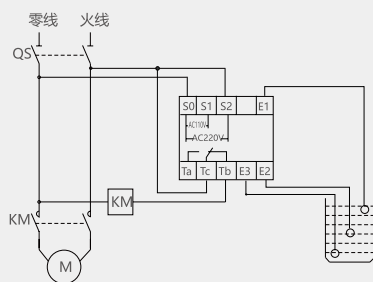 零线 火线
QS
S0 S1 S2 E1
AC110V
AC220V
Ta Tc Tb E3 E2
KM
KM
M